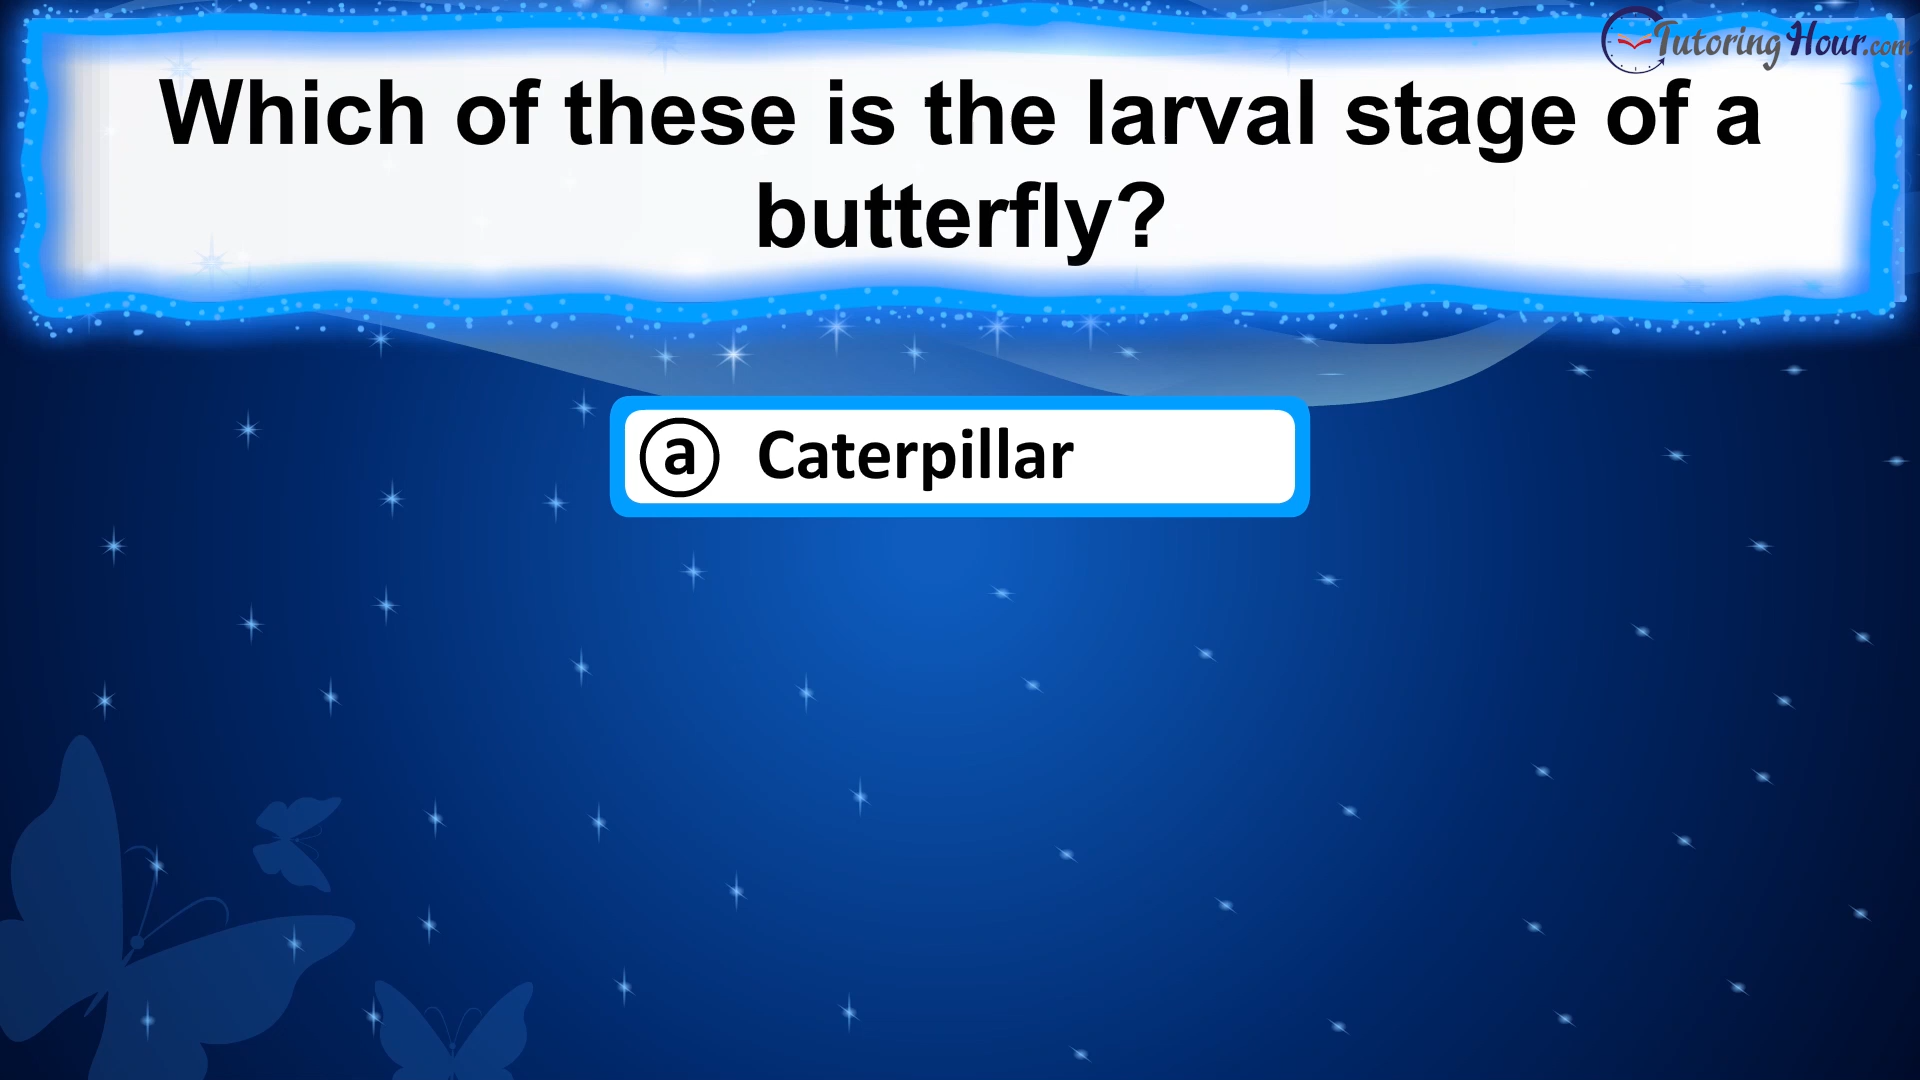 TutoringHour.com
Which of these is the larval stage of a
butterfly?
a Caterpillar